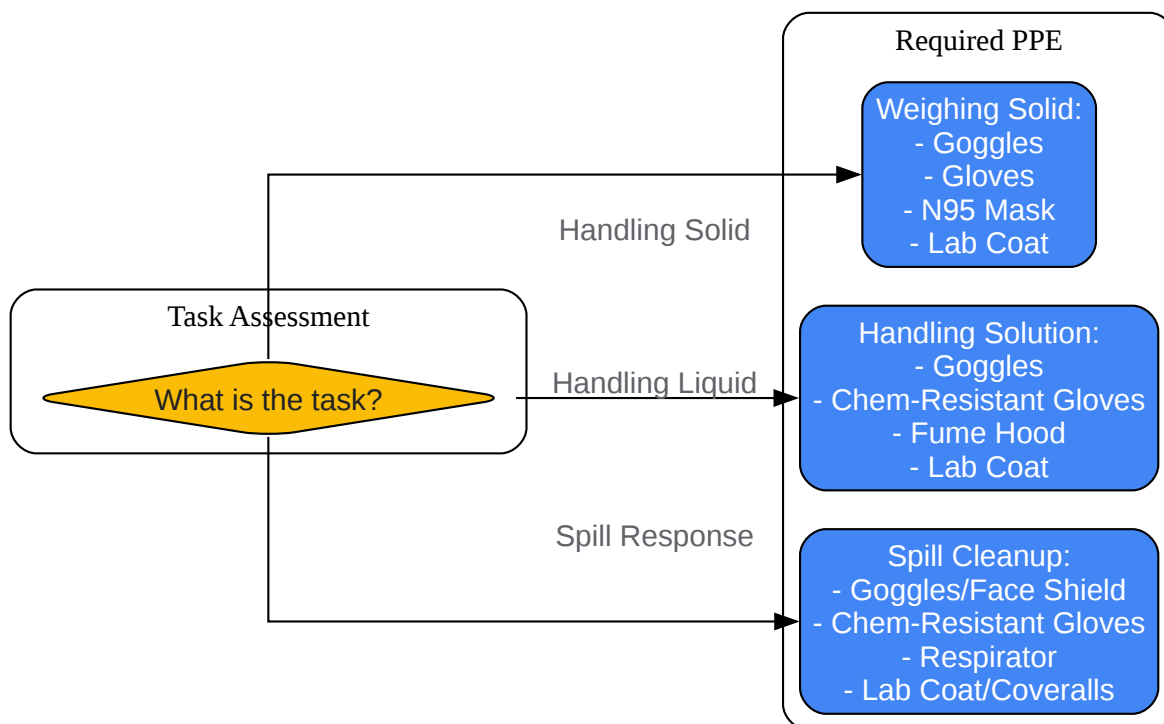 Required PPE
Weighing Solid:
- Goggles
- Gloves
- N95 Mask
- Lab Coat
Handling Solid
Task Assessment
What is the task?
Handling Liquid
Handling Solution:
- Goggles
- Chem-Resistant Gloves
- Fume Hood
- Lab Coat
Spill Response
Spill Cleanup:
- Goggles/Face Shield
- Chem-Resistant Gloves
- Respirator
- Lab Coat/Coveralls